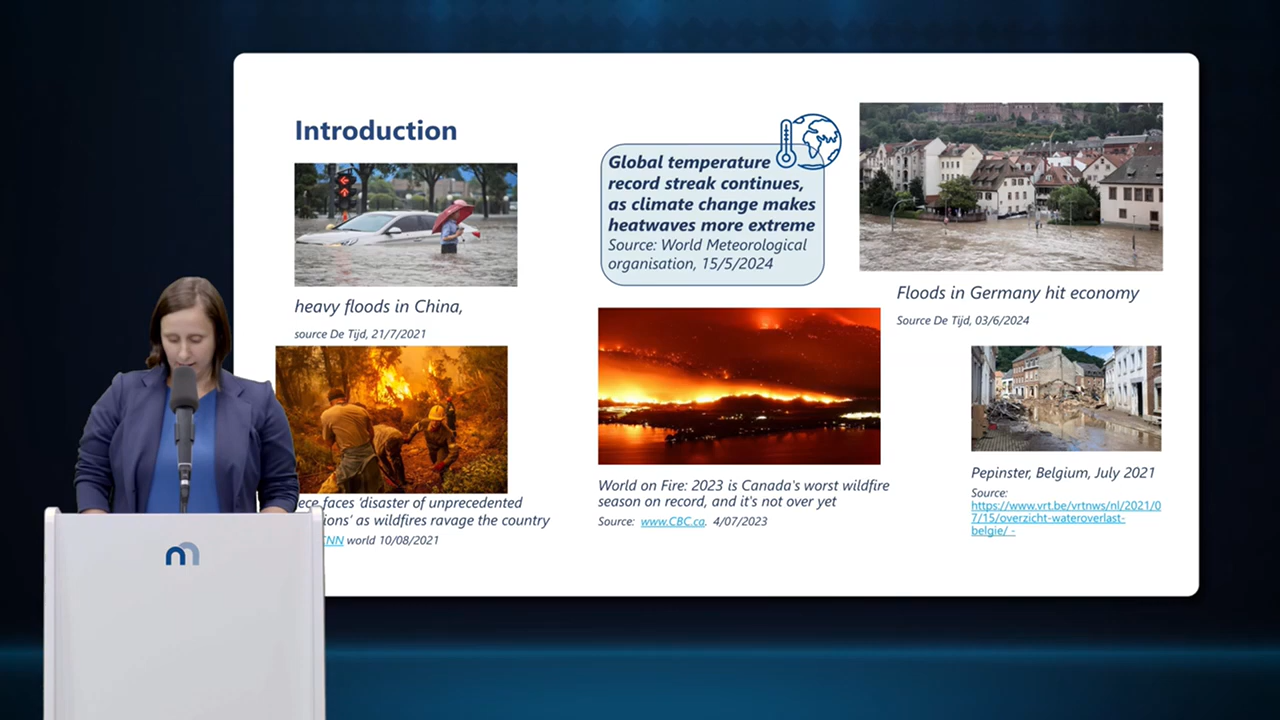 Introduction
heavy floods in China,
source De Tijd, 21/7/2021
disaster of unprecedented
as wildfires ravage the country
CNN world 10/08/2021
Global temperature
record streak continues,
as climate change makes
heatwaves more extreme
Source: World Meteorological
organisation, 15/5/2024
World on Fire: 2023 is Canada's worst wildfire
season on record, and it's not over yet
Source: www.CBC.ca. 4/07/2023
Floods in Germany hit economy
Source De Tijd, 03/6/2024
Pepinster, Belgium, July 2021
Source:
https://www.vrt.be/vrtnws/nl/2021/0
7/15/overzicht-wateroverlast-
belgie/ -